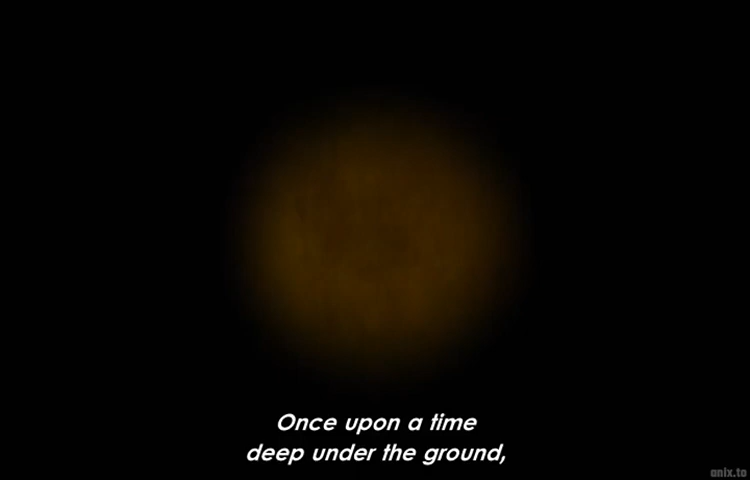 Once upon a time
deep under the ground,
anix.to